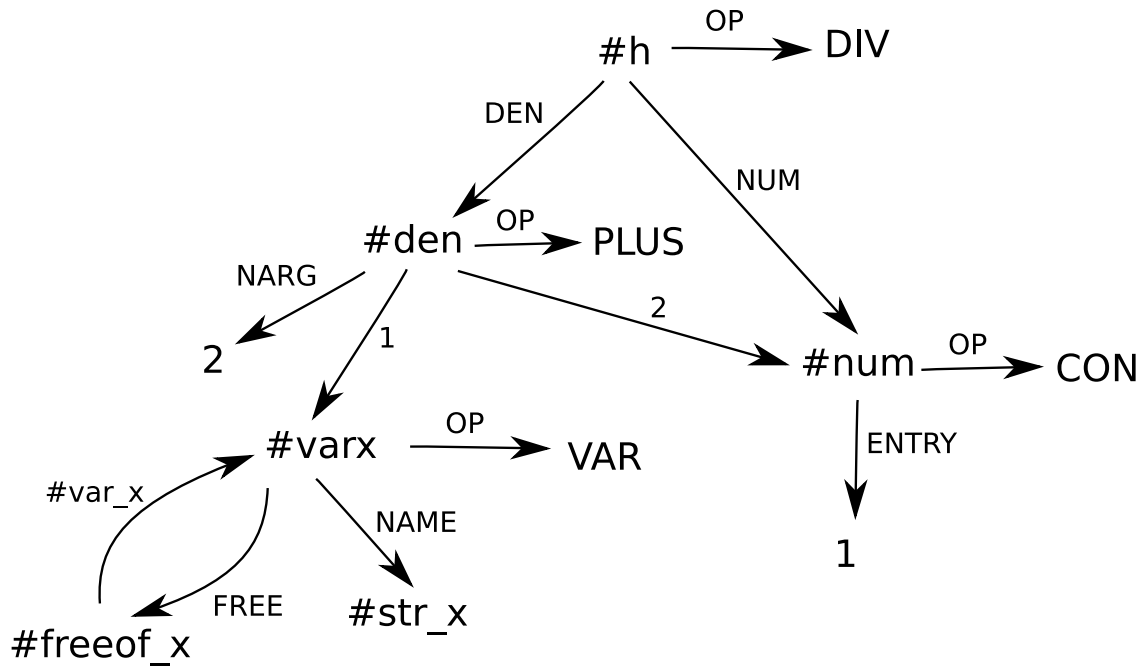 OP
#h
DIV
DEN
NUM
OP
#den
PLUS
NARG
2
1
OP
2
#num
CON
OP
#varx
VAR
ENTRY
#var_x
NAME
1
FREE
#str_x
#freeof_x